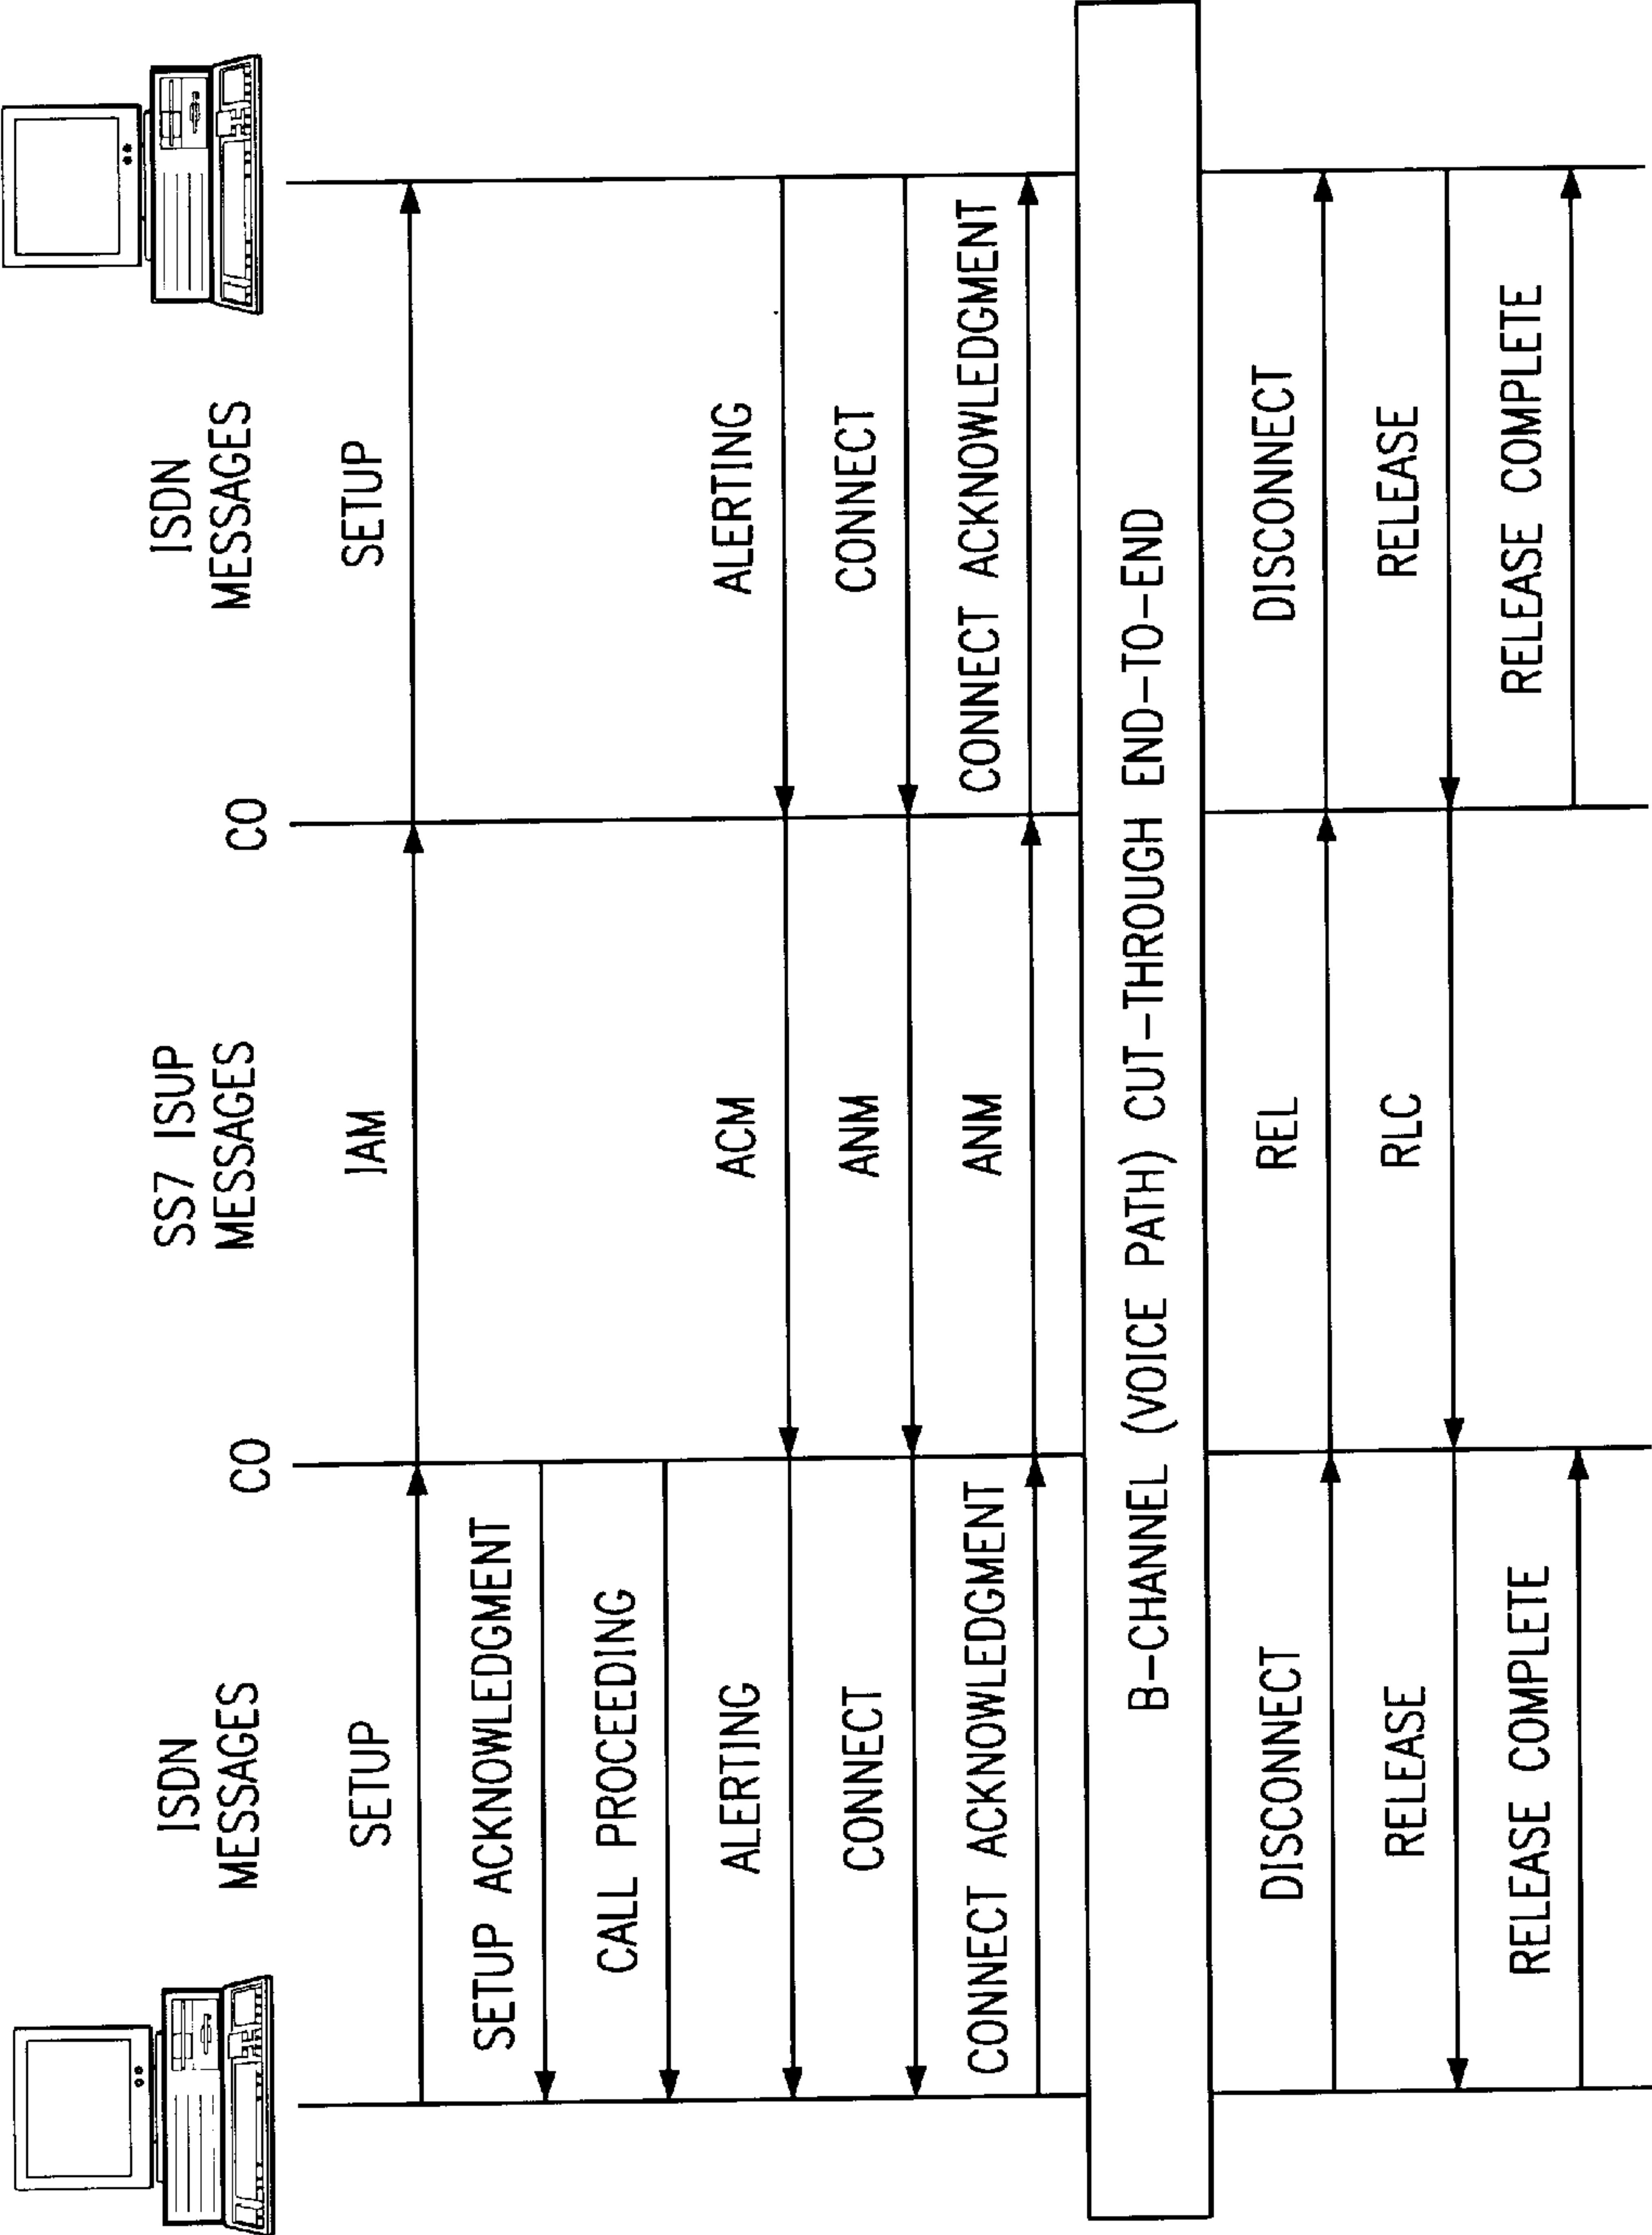 ISDN
MESSAGES
CO
SS7 ISUP
MESSAGES
CO
ISDN
MESSAGES
SETUP
IAM
SETUP
SETUP ACKNOWLEDGMENT
CALL PROCEEDING
ALERTING
ACM
ALERTING
CONNECT
ANM
CONNECT
CONNECT ACKNOWLEDGMENT
ANM
CONNECT ACKNOWLEDGMENT
B-CHANNEL (VOICE PATH) CUT-THROUGH END-TO-END
DISCONNECT
REL
DISCONNECT
RELEASE
RLC
RELEASE
RELEASE COMPLETE
RELEASE COMPLETE